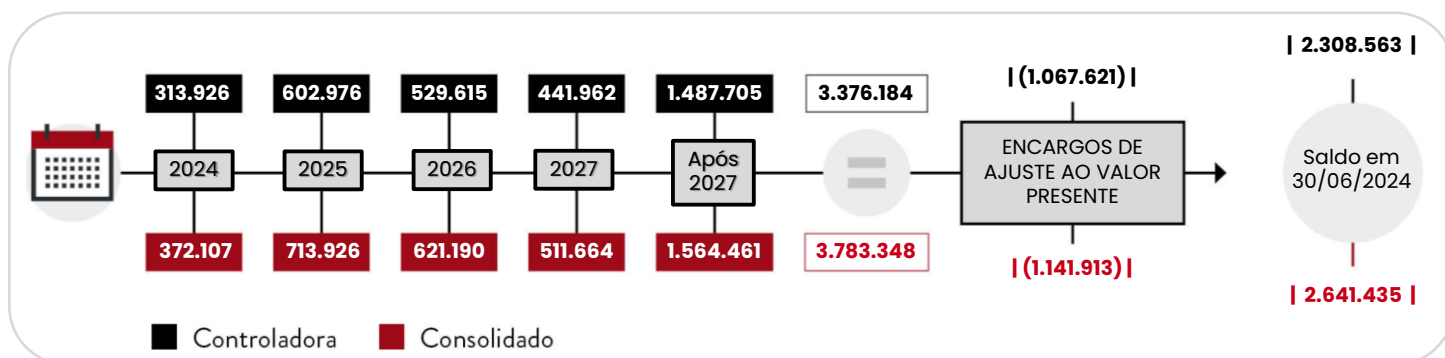 | 2.308.563 |
313.926 602.976 529.615 441.962 1.487.705 3.376.184 | (1.067.621) |
2024 2025 2026 2027 Após
2027
ENCARGOS DE
AJUSTE AO VALOR
PRESENTE
Saldo em
30/06/2024
372.107 713.926 621.190 511.664 1.564.461 3.783.348 | (1.141.913) |
| 2.641.435 |
Controladora Consolidado